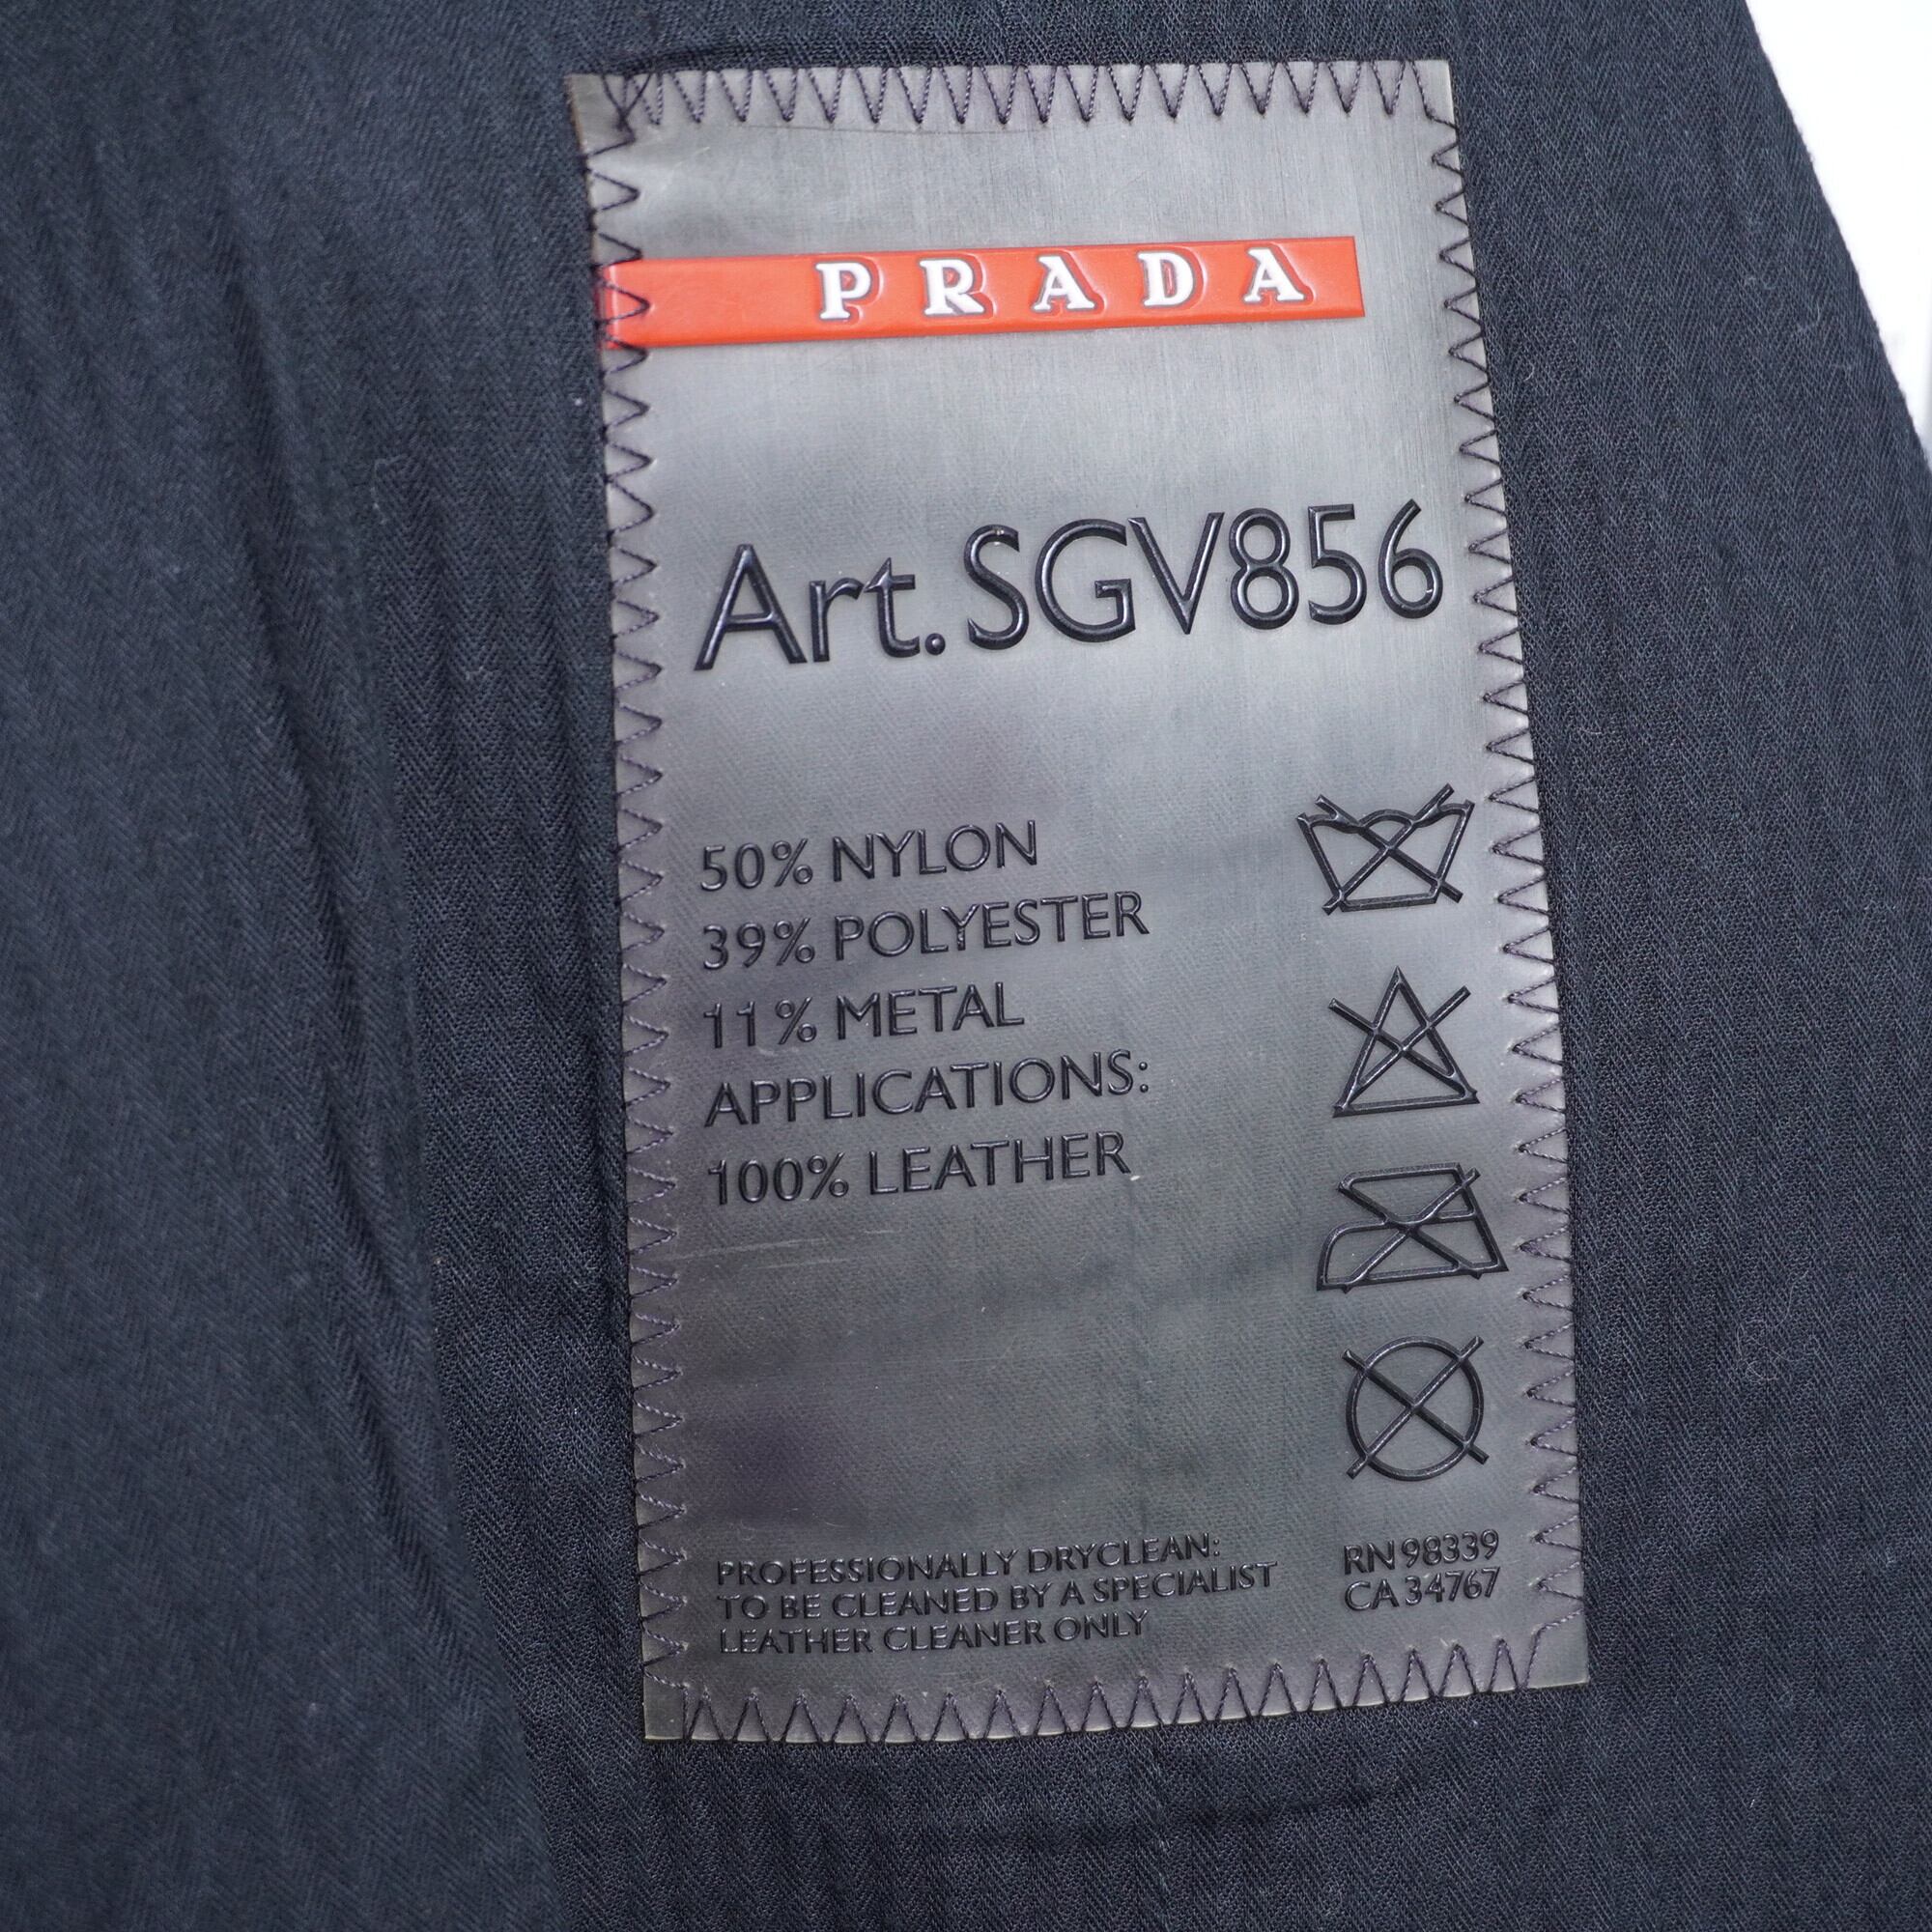 PRADA
Art. SGV856
50% NYLON
39% POLYESTER
11% METAL
APPLICATIONS:
100% LEATHER
PROFESSIONALLY DRYCLEAN:
TO BE CLEANED BY A SPECIALIST
LEATHER CLEANER ONLY
RN 98339
CA 34767